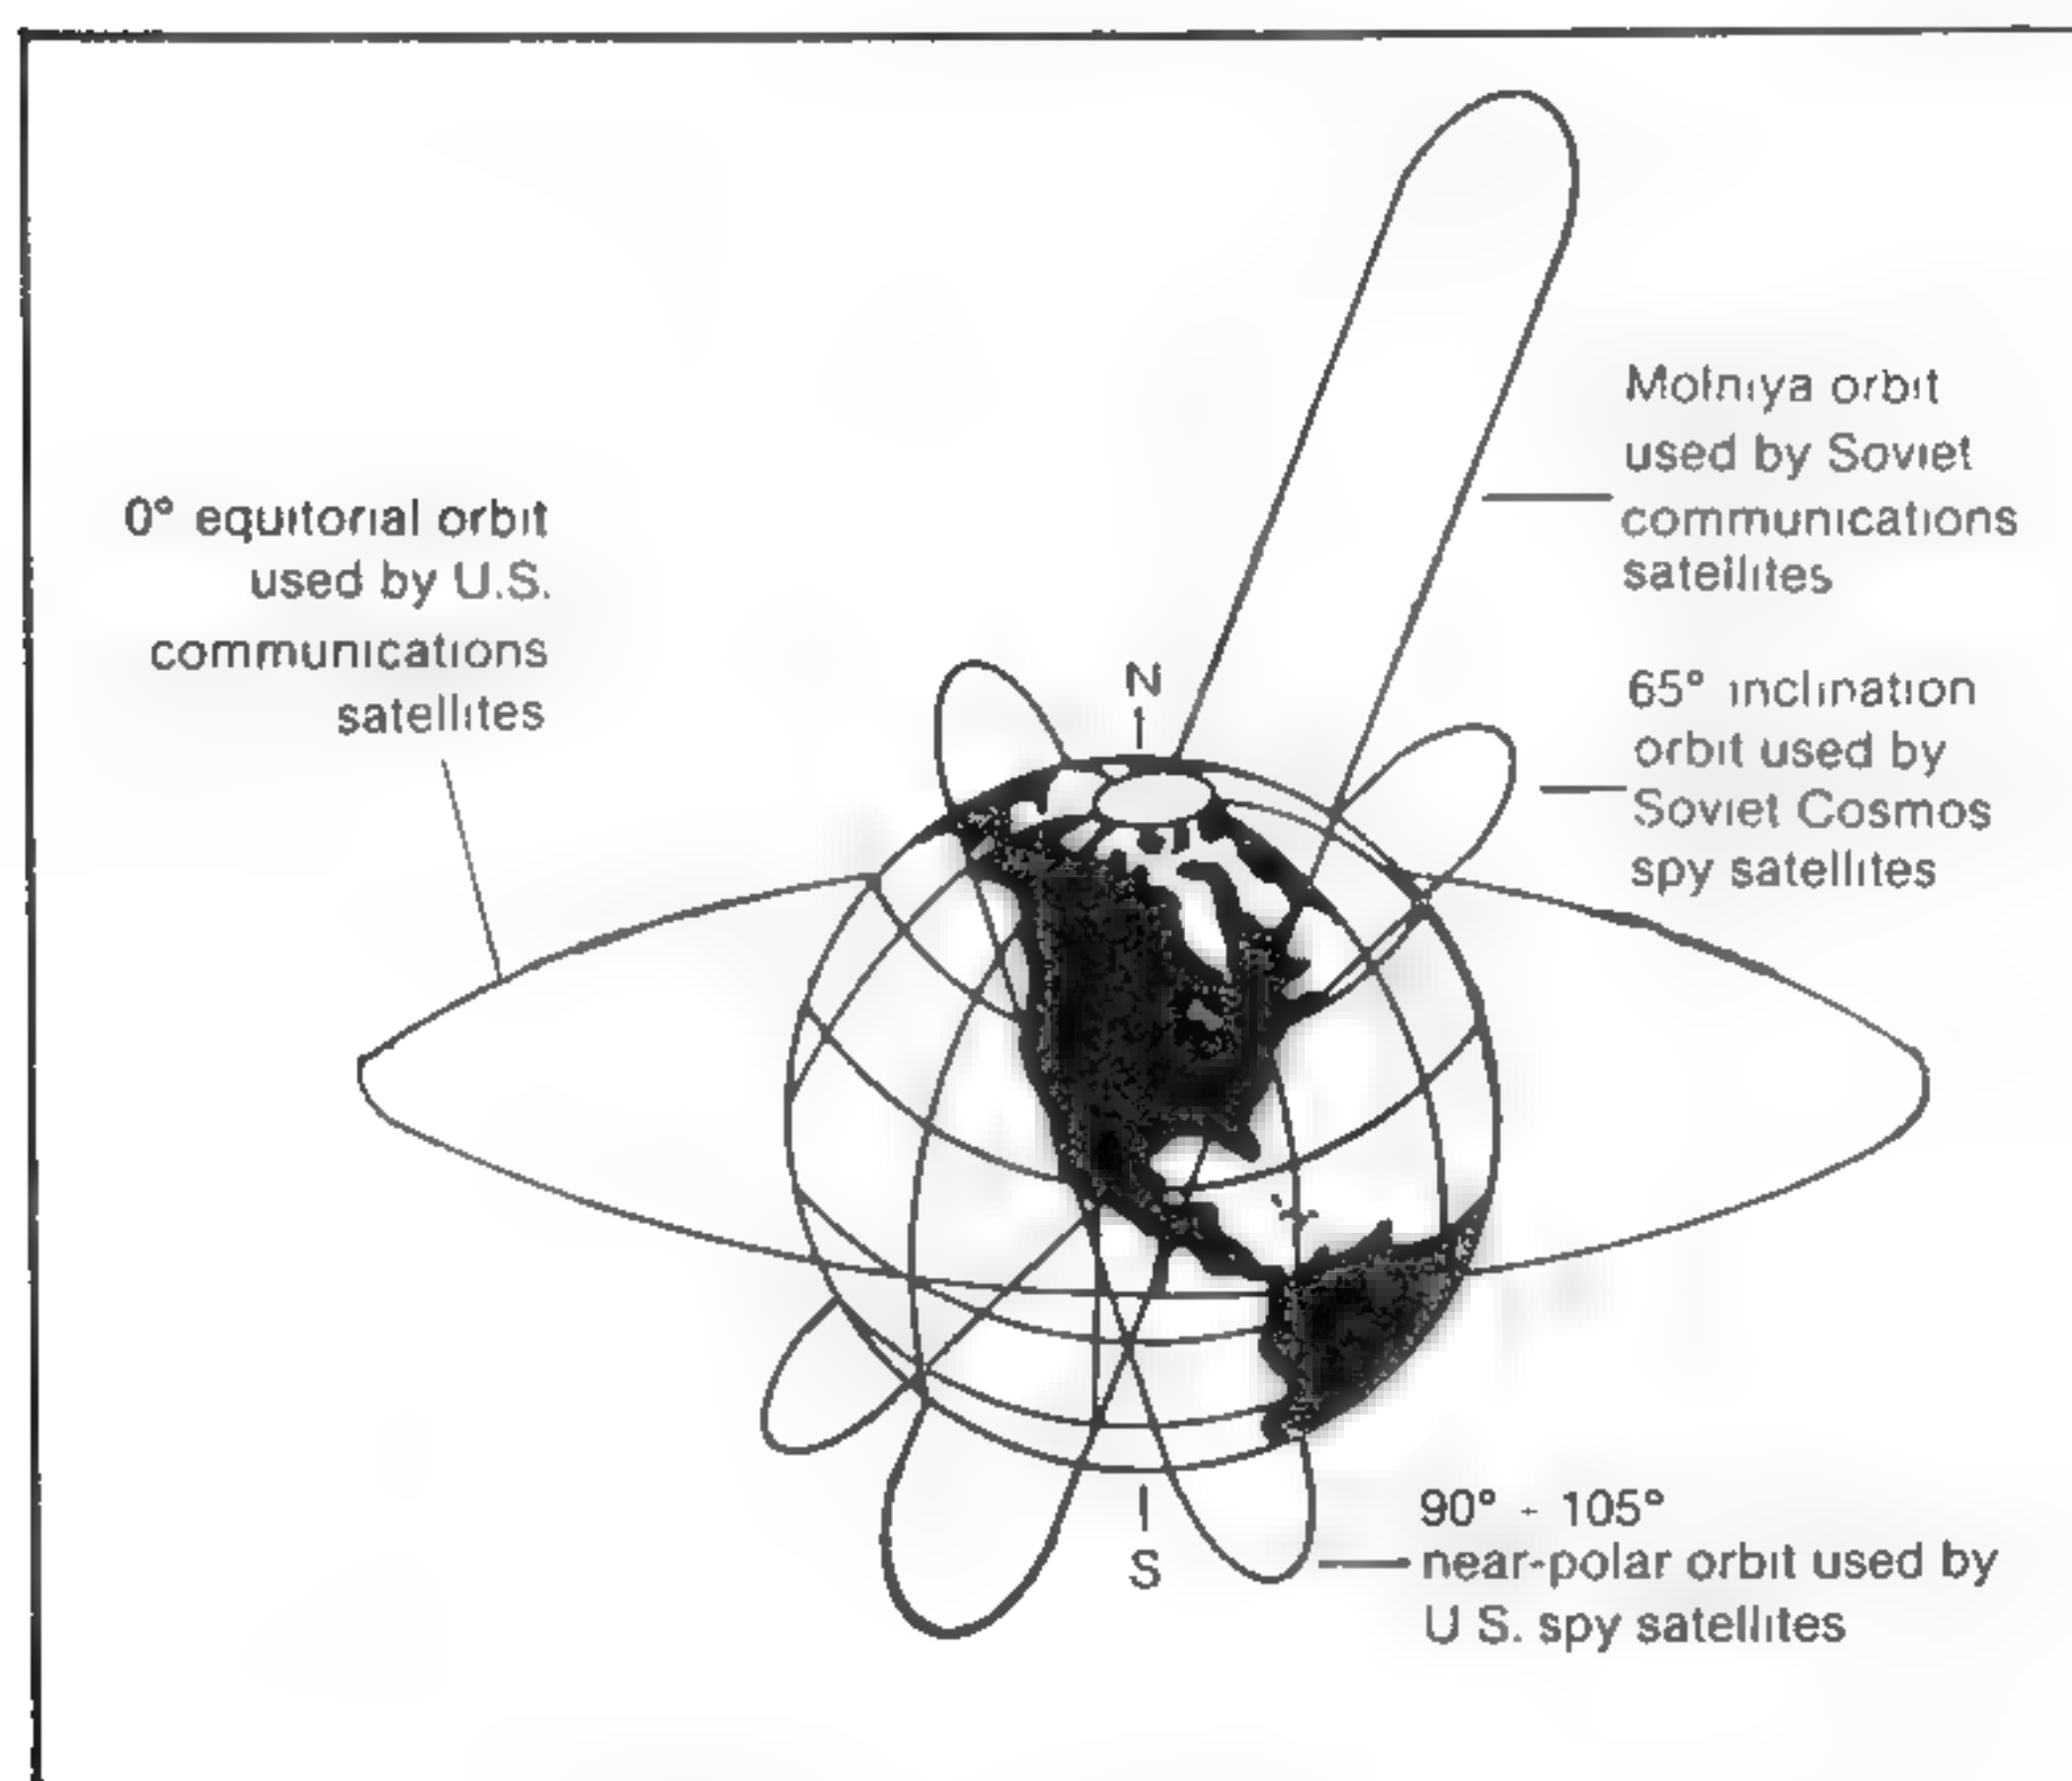 0° equitorial orbit
used by U.S.
communications
satellites
N
Molniya orbit
used by Soviet
communications
satellites
65° inclination
orbit used by
Soviet Cosmos
spy satellites
S
90° - 105°
near-polar orbit used by
U S. spy satellites